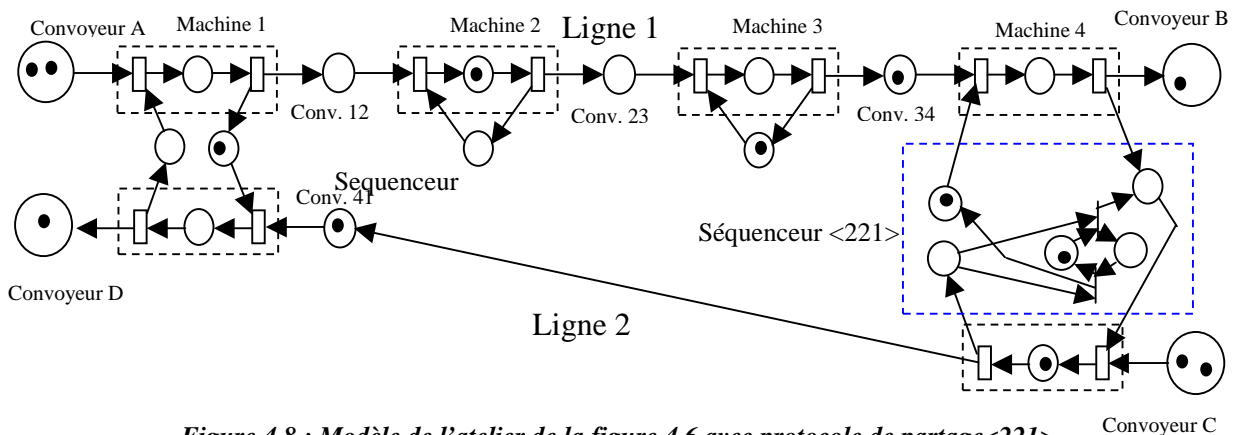 Convoyeur A
Machine 1
Machine 2
Ligne 1
Machine 3
Machine 4
Convoyeur B
Conv. 12
Conv. 23
Conv. 34
Sequenceur
Conv. 41
Séquenceur <221>
Convoyeur D
Ligne 2
Convoyeur C
Figure 4.8 : Modèle de l'atelier de la figure 4.6 avec protocole de partage<221>